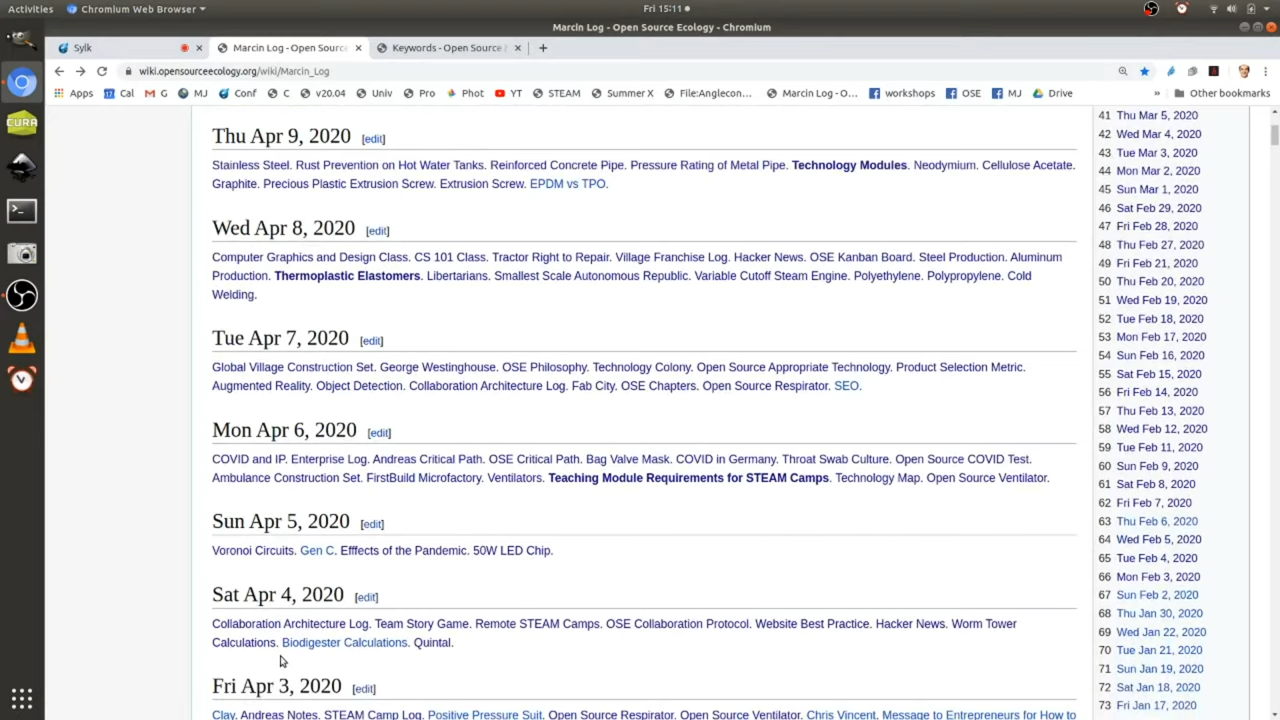 Activities
Chromium Web Browser
Fri 15:11
Marcin Log - Open Source Ecology - Chromium
Sylk
Marcin Log - Open Source
Keywords - Open Source
wiki.opensourceecology.org/wiki/Marcin_Log
Apps
Cal
G
MJ
Conf
C
v20.04
Univ
Pro
Phot
YT
STEAM
Summer X
File:Anglecon...
Marcin Log - O...
workshops
OSE
MJ
Drive
»
Other bookmarks
CURA
Thu Apr 9, 2020 [edit]
Stainless Steel. Rust Prevention on Hot Water Tanks. Reinforced Concrete Pipe. Pressure Rating of Metal Pipe. Technology Modules. Neodymium. Cellulose Acetate.
Graphite. Precious Plastic Extrusion Screw. Extrusion Screw. EPDM vs TPO.
Wed Apr 8, 2020 [edit]
Computer Graphics and Design Class. CS 101 Class. Tractor Right to Repair. Village Franchise Log. Hacker News. OSE Kanban Board. Steel Production. Aluminum
Production. Thermoplastic Elastomers. Libertarians. Smallest Scale Autonomous Republic. Variable Cutoff Steam Engine. Polyethylene. Polypropylene. Cold
Welding.
Tue Apr 7, 2020 [edit]
Global Village Construction Set. George Westinghouse. OSE Philosophy. Technology Colony. Open Source Appropriate Technology. Product Selection Metric.
Augmented Reality. Object Detection. Collaboration Architecture Log. Fab City. OSE Chapters. Open Source Respirator. SEO.
Mon Apr 6, 2020 [edit]
COVID and IP. Enterprise Log. Andreas Critical Path. OSE Critical Path. Bag Valve Mask. COVID in Germany. Throat Swab Culture. Open Source COVID Test.
Ambulance Construction Set. FirstBuild Microfactory. Ventilators. Teaching Module Requirements for STEAM Camps. Technology Map. Open Source Ventilator.
Sun Apr 5, 2020 [edit]
Voronoi Circuits. Gen C. Efffects of the Pandemic. 50W LED Chip.
Sat Apr 4, 2020 [edit]
Collaboration Architecture Log. Team Story Game. Remote STEAM Camps. OSE Collaboration Protocol. Website Best Practice. Hacker News. Worm Tower
Calculations. Biodigester Calculations. Quintal.
Fri Apr 3, 2020 [edit]
Clay. Andreas Notes. STEAM Camp Log. Positive Pressure Suit. Open Source Respirator. Open Source Ventilator. Chris Vincent. Message to Entrepreneurs for How to
41 Thu Mar 5, 2020
42 Wed Mar 4, 2020
43 Tue Mar 3, 2020
44 Mon Mar 2, 2020
45 Sun Mar 1, 2020
46 Sat Feb 29, 2020
47 Fri Feb 28, 2020
48 Thu Feb 27, 2020
49 Fri Feb 21, 2020
50 Thu Feb 20, 2020
51 Wed Feb 19, 2020
52 Tue Feb 18, 2020
53 Mon Feb 17, 2020
54 Sun Feb 16, 2020
55 Sat Feb 15, 2020
56 Fri Feb 14, 2020
57 Thu Feb 13, 2020
58 Wed Feb 12, 2020
59 Tue Feb 11, 2020
60 Sun Feb 9, 2020
61 Sat Feb 8, 2020
62 Fri Feb 7, 2020
63 Thu Feb 6, 2020
64 Wed Feb 5, 2020
65 Tue Feb 4, 2020
66 Mon Feb 3, 2020
67 Sun Feb 2, 2020
68 Thu Jan 30, 2020
69 Wed Jan 22, 2020
70 Tue Jan 21, 2020
71 Sun Jan 19, 2020
72 Sat Jan 18, 2020
73 Fri Jan 17, 2020